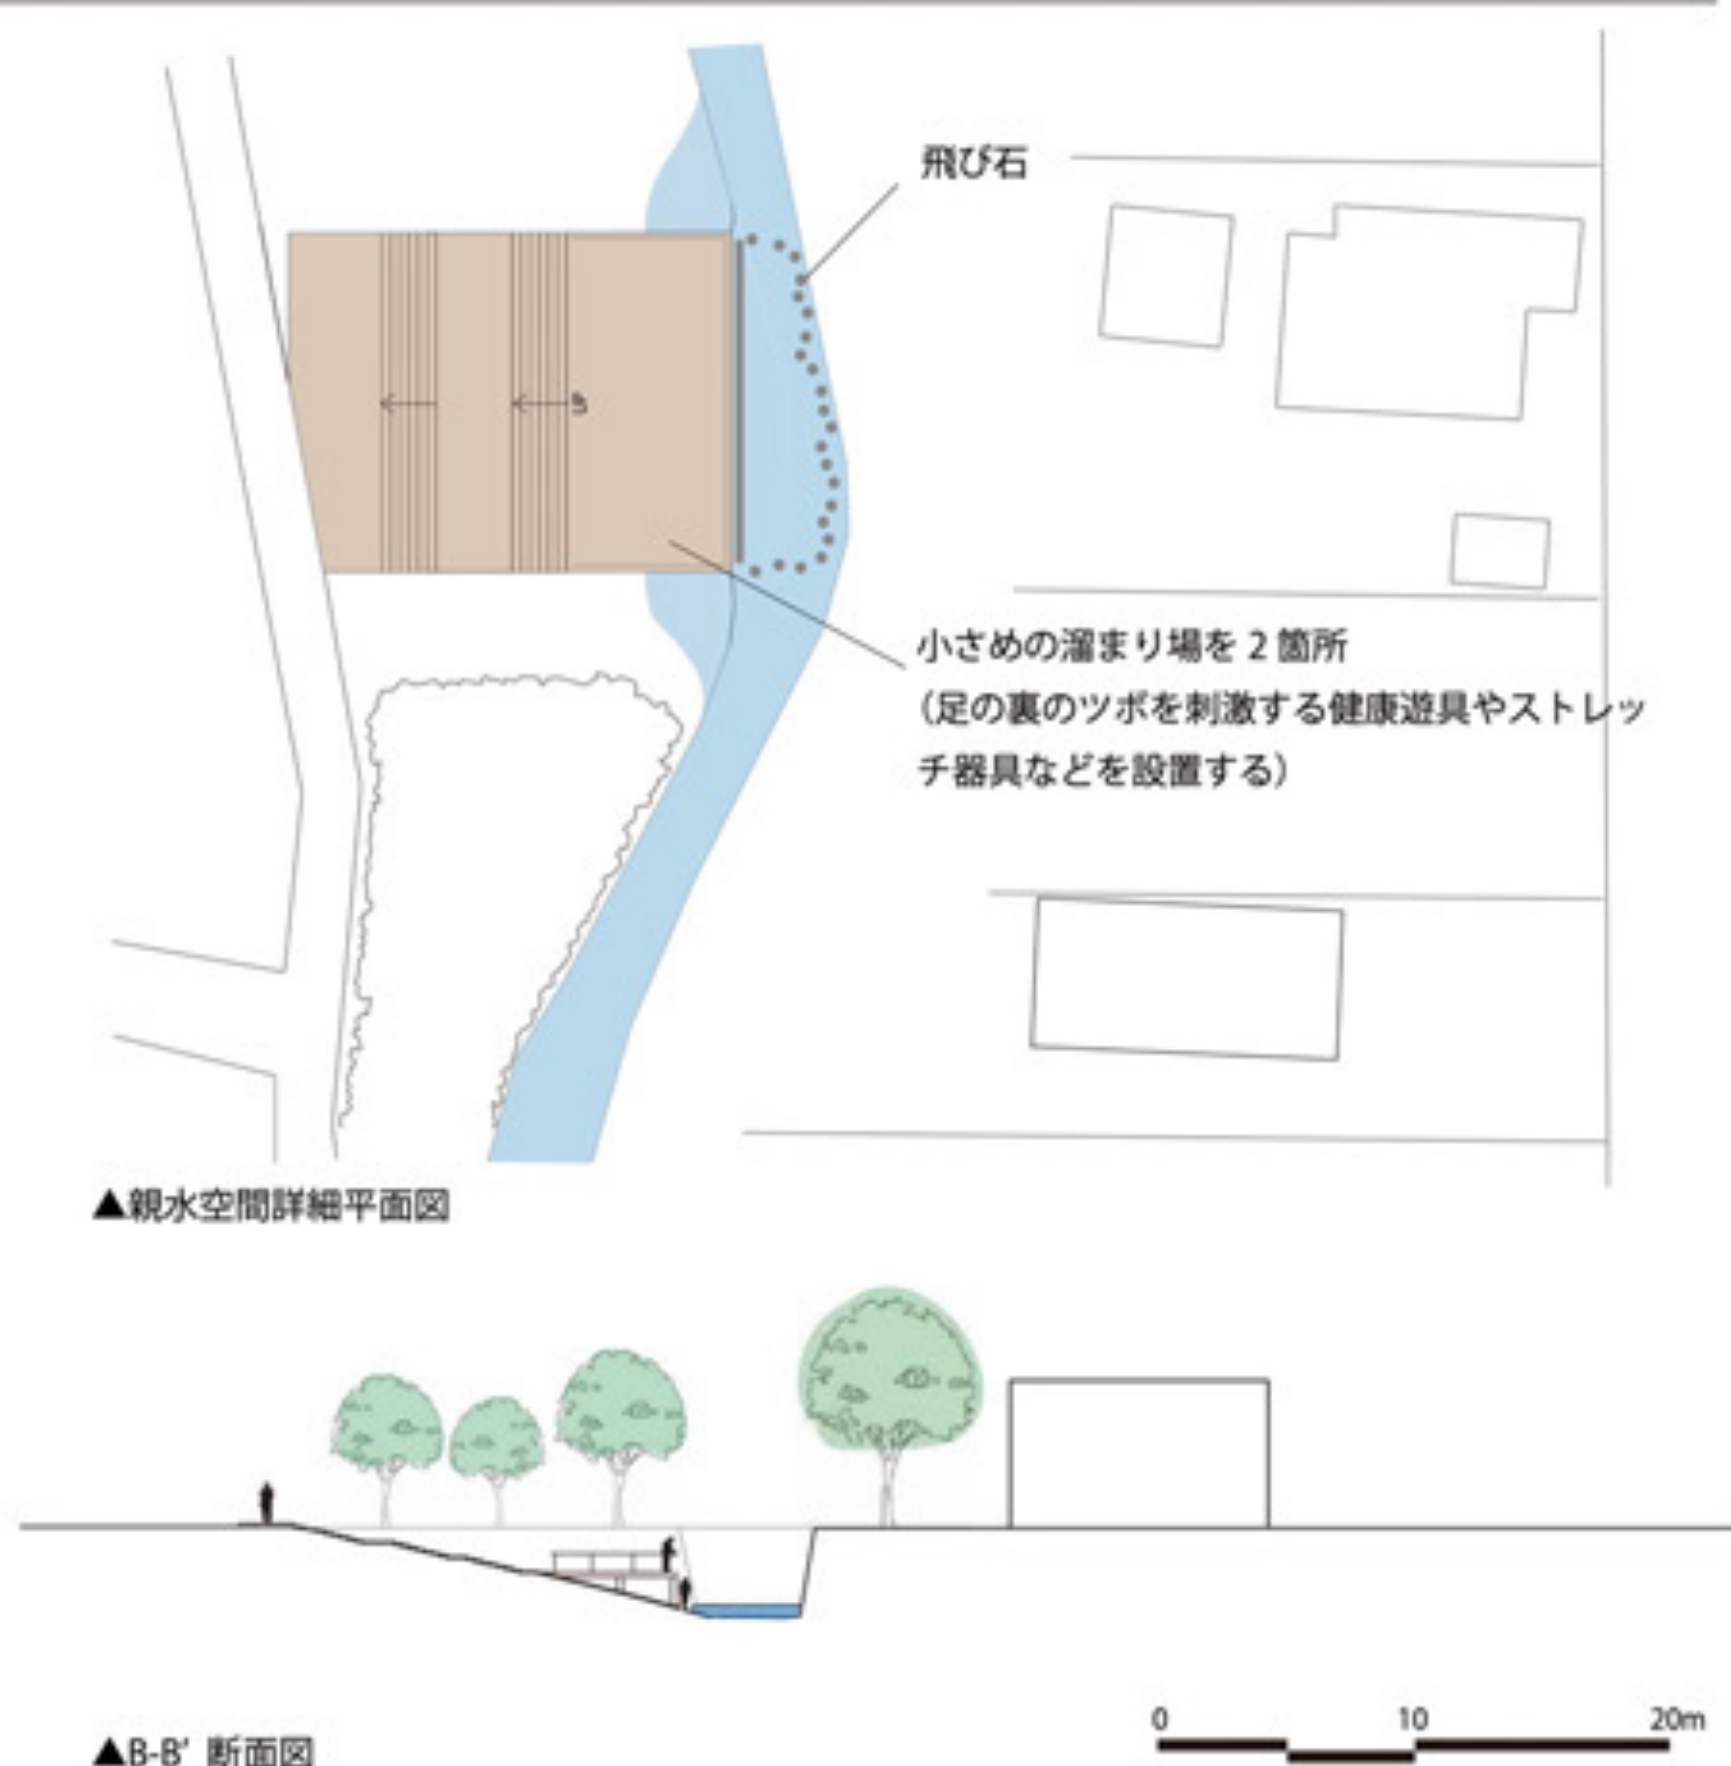 飛び石
小さめの溜まり場を 2 箇所
（足の裏のツボを刺激する健康遊具やストレッ
チ器具などを設置する）
▲親水空間詳細平面図
0 10 20m
▲B-B’ 断面図